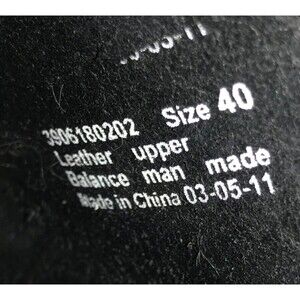 3906180202 Size 40
Leather upper
Balance man made
Made in China 03-05-11